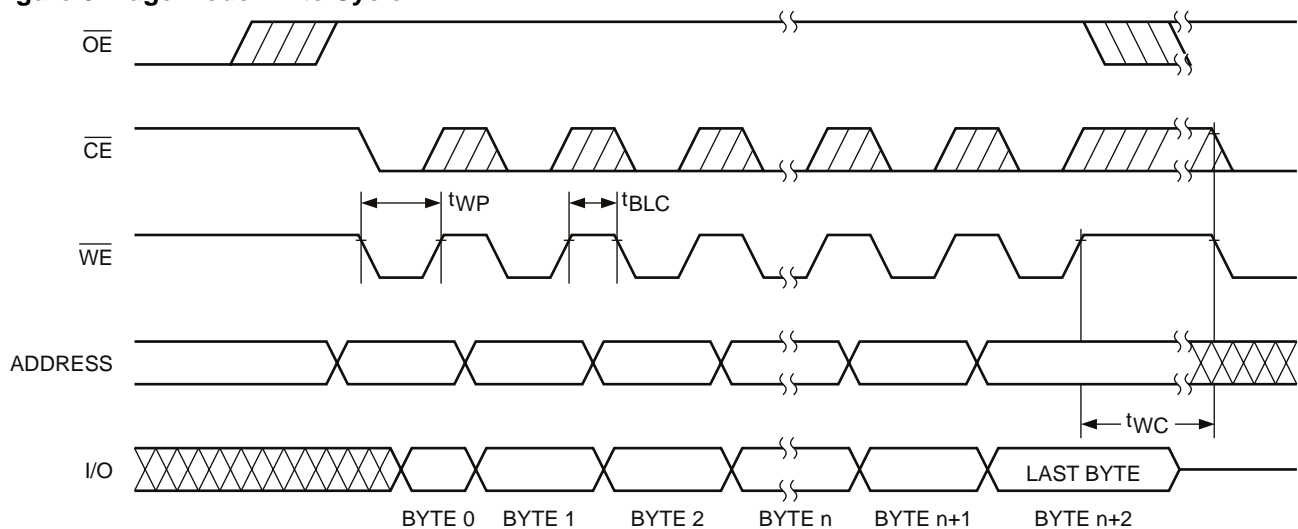 OE
CE
tWP
tBLC
WE
ADDRESS
tWC
I/O
LAST BYTE
BYTE 0 BYTE 1 BYTE 2 BYTE n BYTE n+1 BYTE n+2